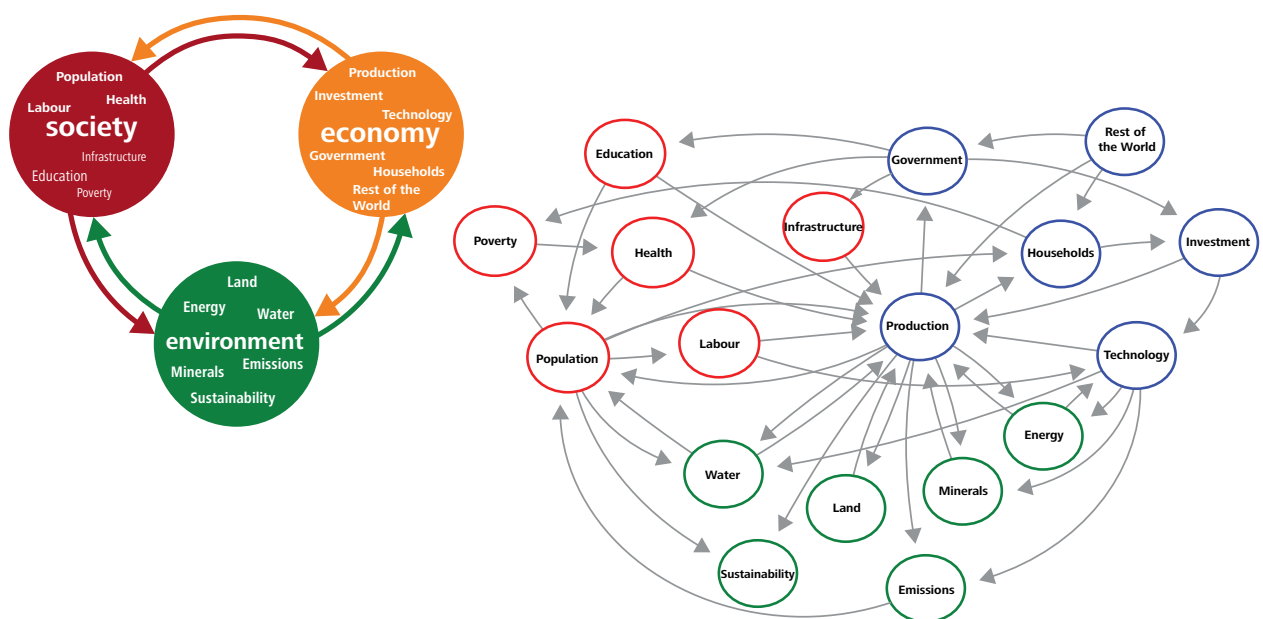 Population
Health
Labour
society
Infrastructure
Education
Poverty
Production
Investment
Technology
economy
Government
Households
Rest of the
World
Land
Energy
Water
environment
Emissions
Minerals
Sustainability
Education
Government
Rest of
the World
Poverty
Health
Infrastructure
Households
Investment
Production
Population
Labour
Technology
Energy
Water
Minerals
Land
Sustainability
Emissions